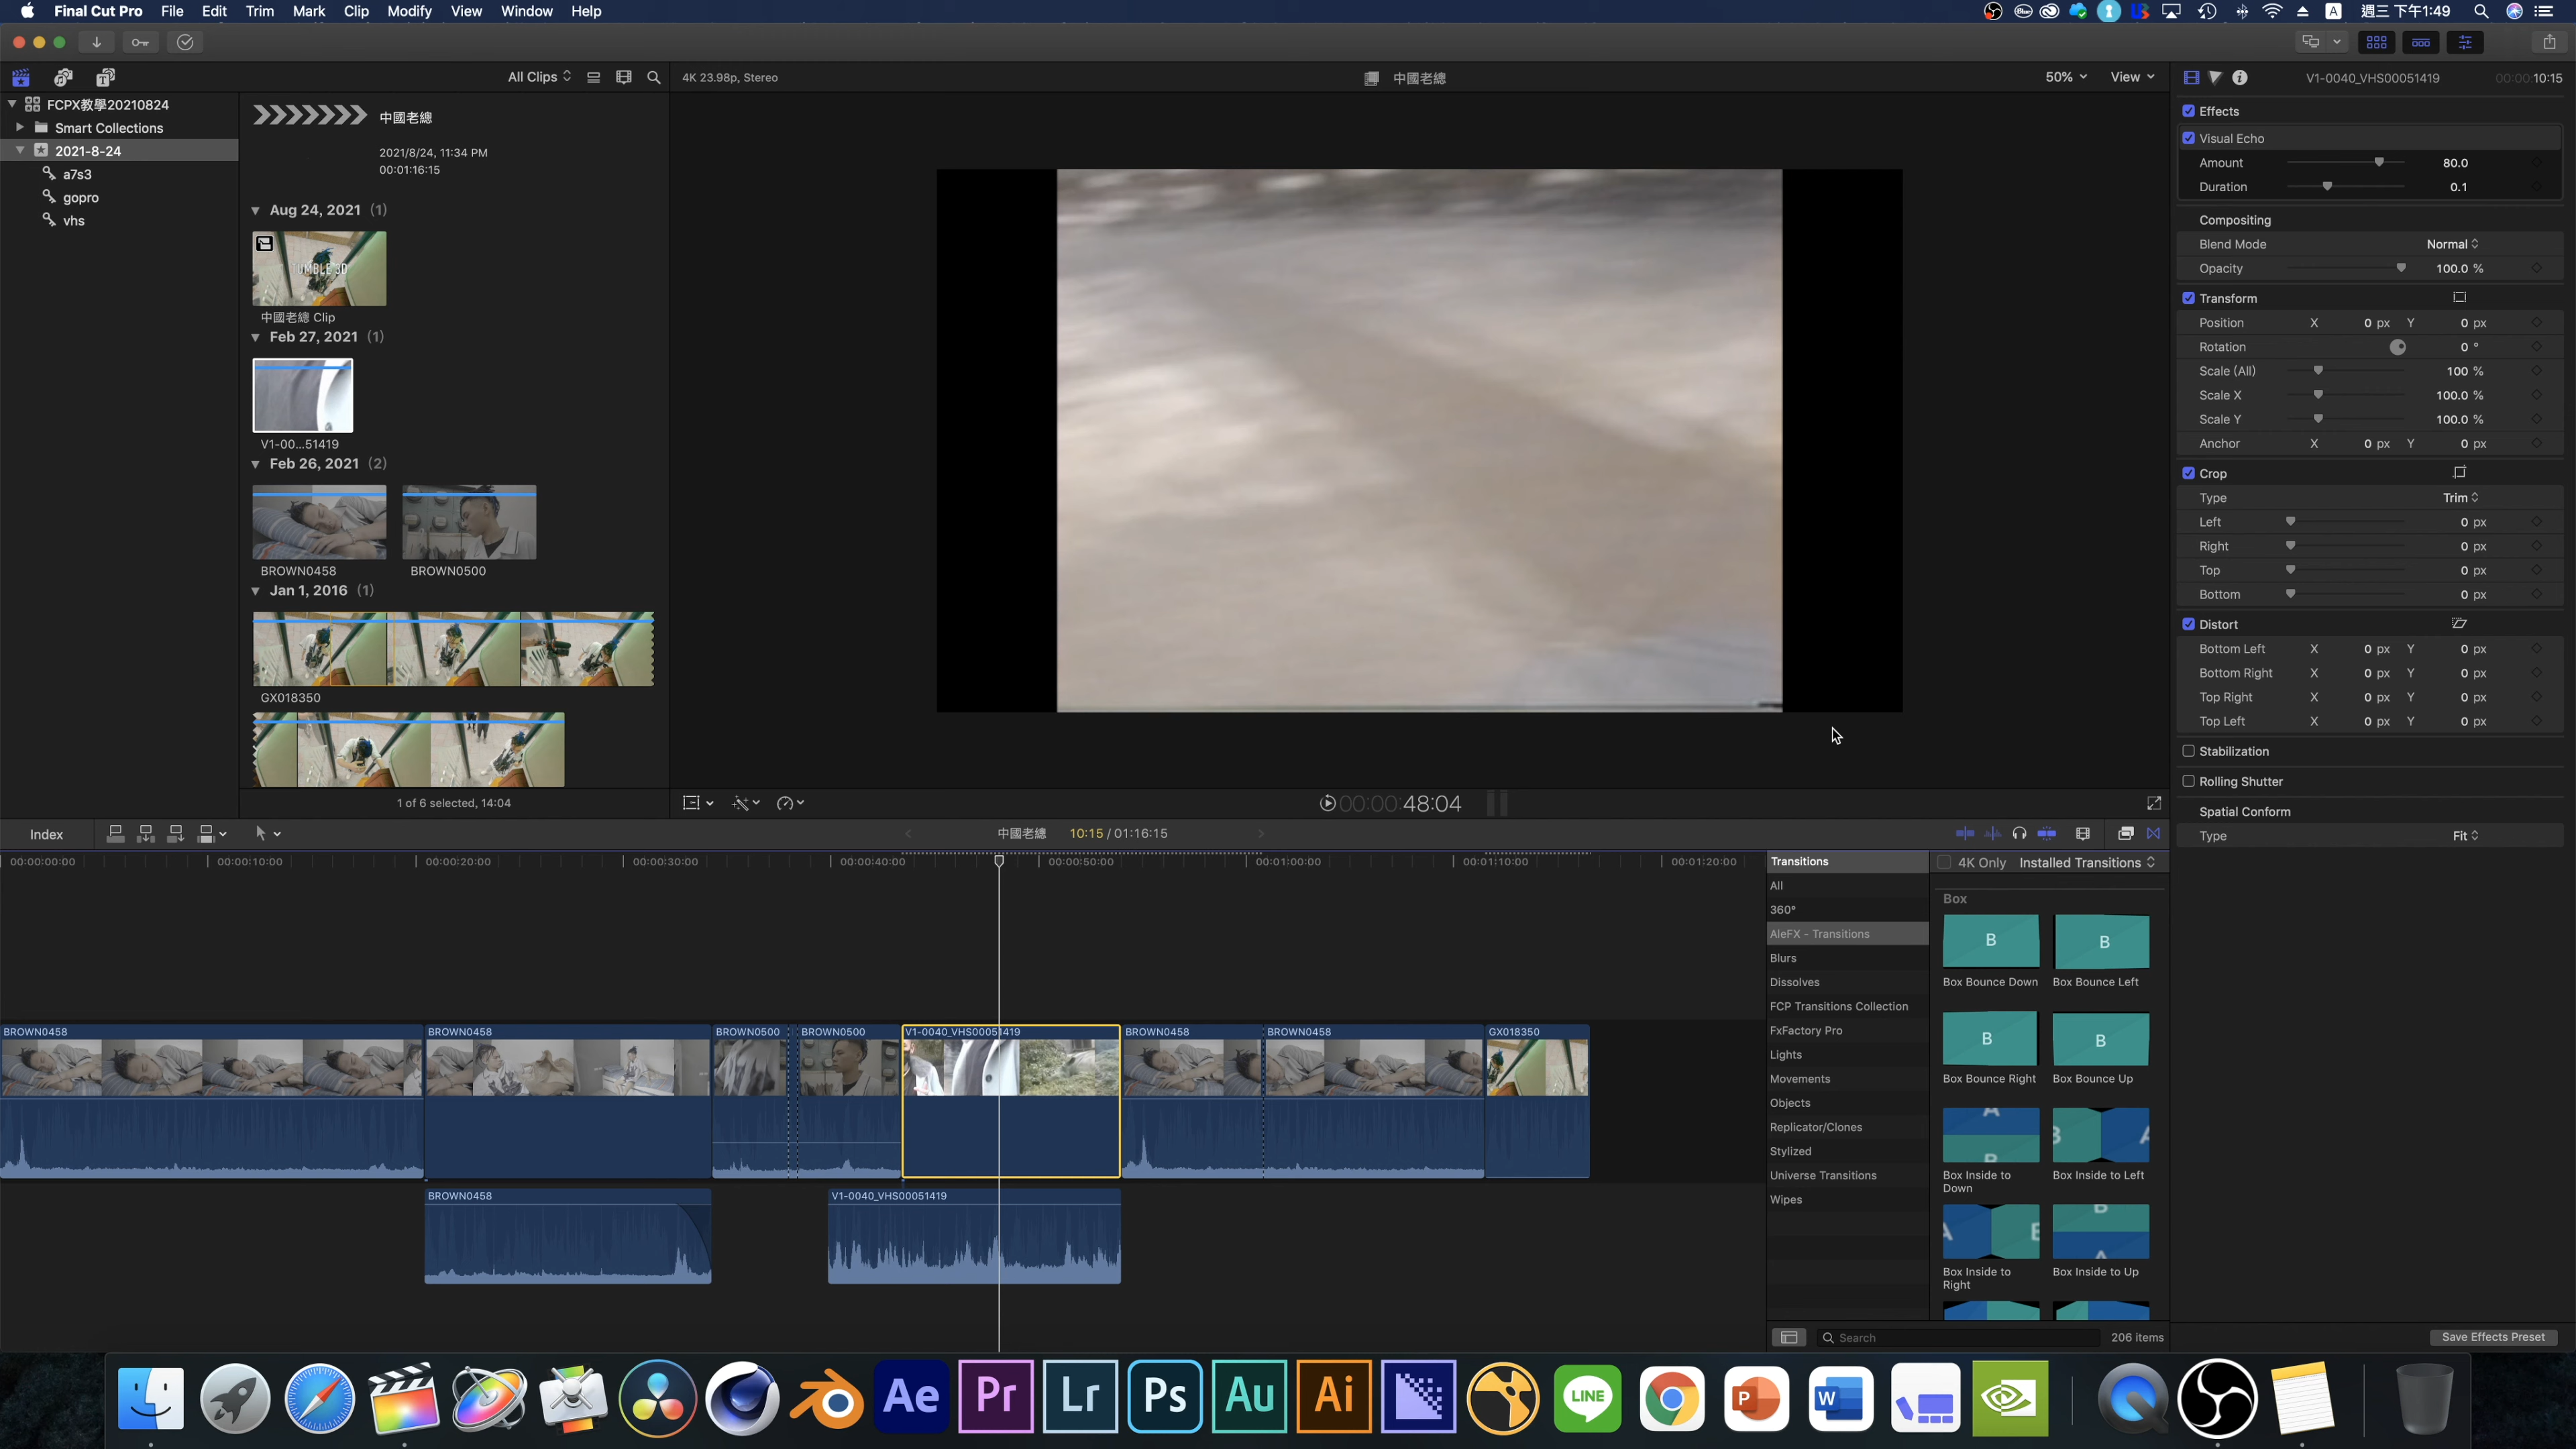 Final Cut Pro File Edit Trim Mark Clip Modify View Window Help
A 週三 下午1:49
All Clips
4K 23.98p, Stereo
中國老總
50% View
V1-0040_VHS00051419
00:00:10:15
FCPX教學20210824
Smart Collections
2021-8-24
a7s3
gopro
vhs
中國老總
2021/8/24, 11:34 PM
00:01:16:15
Aug 24, 2021 (1)
TUMBLE 3D
中國老總 Clip
Feb 27, 2021 (1)
V1-00...51419
Feb 26, 2021 (2)
BROWN0458
BROWN0500
Jan 1, 2016 (1)
GX018350
1 of 6 selected, 14:04
00:00:48:04
Effects
Visual Echo
Amount 80.0
Duration 0.1
Compositing
Blend Mode Normal
Opacity 100.0 %
Transform
Position X 0 px Y 0 px
Rotation 0 °
Scale (All) 100 %
Scale X 100.0 %
Scale Y 100.0 %
Anchor X 0 px Y 0 px
Crop
Type Trim
Left 0 px
Right 0 px
Top 0 px
Bottom 0 px
Distort
Bottom Left X 0 px Y 0 px
Bottom Right X 0 px Y 0 px
Top Right X 0 px Y 0 px
Top Left X 0 px Y 0 px
Stabilization
Rolling Shutter
Spatial Conform
Type Fit
Index
中國老總 10:15 / 01:16:15
00:00:00:00 00:00:10:00 00:00:20:00 00:00:30:00 00:00:40:00 00:00:50:00 00:01:00:00 00:01:10:00 00:01:20:00
BROWN0458 BROWN0458 BROWN0500 BROWN0500 V1-0040_VHS00051419 BROWN0458 BROWN0458 GX018350
BROWN0458 V1-0040_VHS00051419
Transitions
All
360°
AleFX - Transitions
Blurs
Dissolves
FCP Transitions Collection
FxFactory Pro
Lights
Movements
Objects
Replicator/Clones
Stylized
Universe Transitions
Wipes
4K Only Installed Transitions
Box
B B
Box Bounce Down Box Bounce Left
B B
Box Bounce Right Box Bounce Up
Box Inside to Down
Box Inside to Left
Box Inside to Right
Box Inside to Up
Search
206 items
Save Effects Preset
Ae Pr Lr Ps Au Ai LINE P W